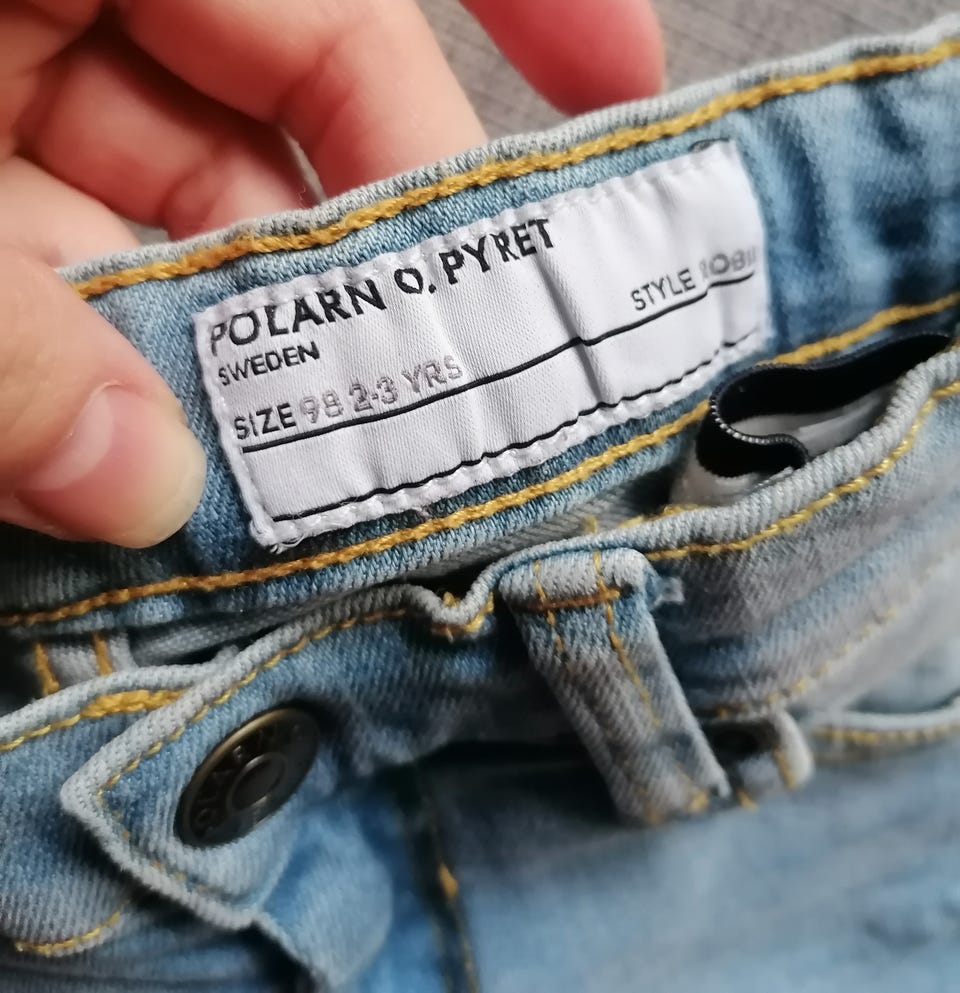 POLARN O. PYRET
SWEDEN
STYLE
SIZE 98 2-3 YRS